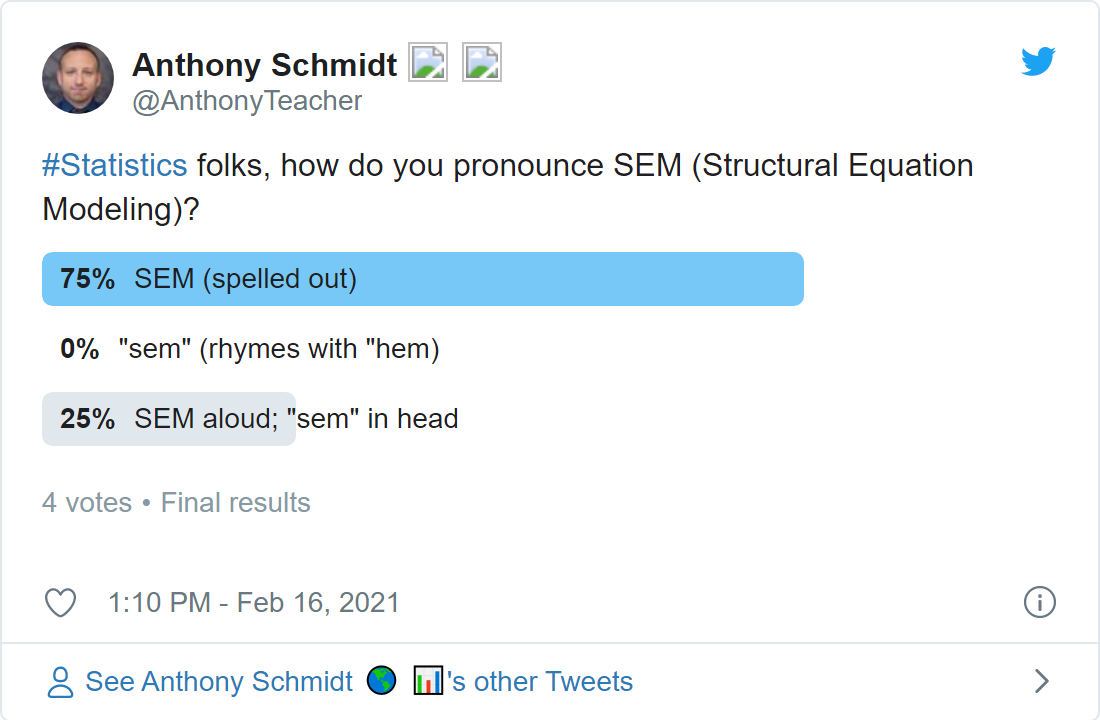 Anthony Schmidt
@AnthonyTeacher
#Statistics folks, how do you pronounce SEM (Structural Equation
Modeling)?
75% SEM (spelled out)
0% "sem" (rhymes with "hem)
25% SEM aloud; "sem" in head
4 votes • Final results
1:10 PM - Feb 16, 2021
See Anthony Schmidt 🌎 📊's other Tweets